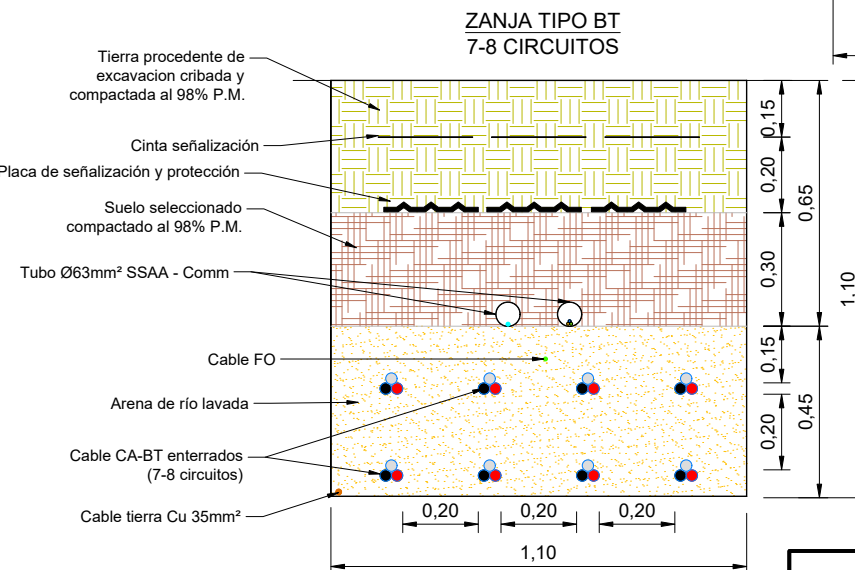 ZANJA TIPO BT
7-8 CIRCUITOS
Tierra procedente de
excavacion cribada y
compactada al 98% P.M.
Cinta señalización
Placa de señalización y protección
Suelo seleccionado
compactado al 98% P.M.
Tubo Ø63mm² SSAA - Comm
Cable FO
Arena de río lavada
Cable CA-BT enterrados
(7-8 circuitos)
Cable tierra Cu 35mm²
0,15
0,20
0,65
0,30
1,10
0,15
0,45
0,20
0,20
0,20
0,20
1,10